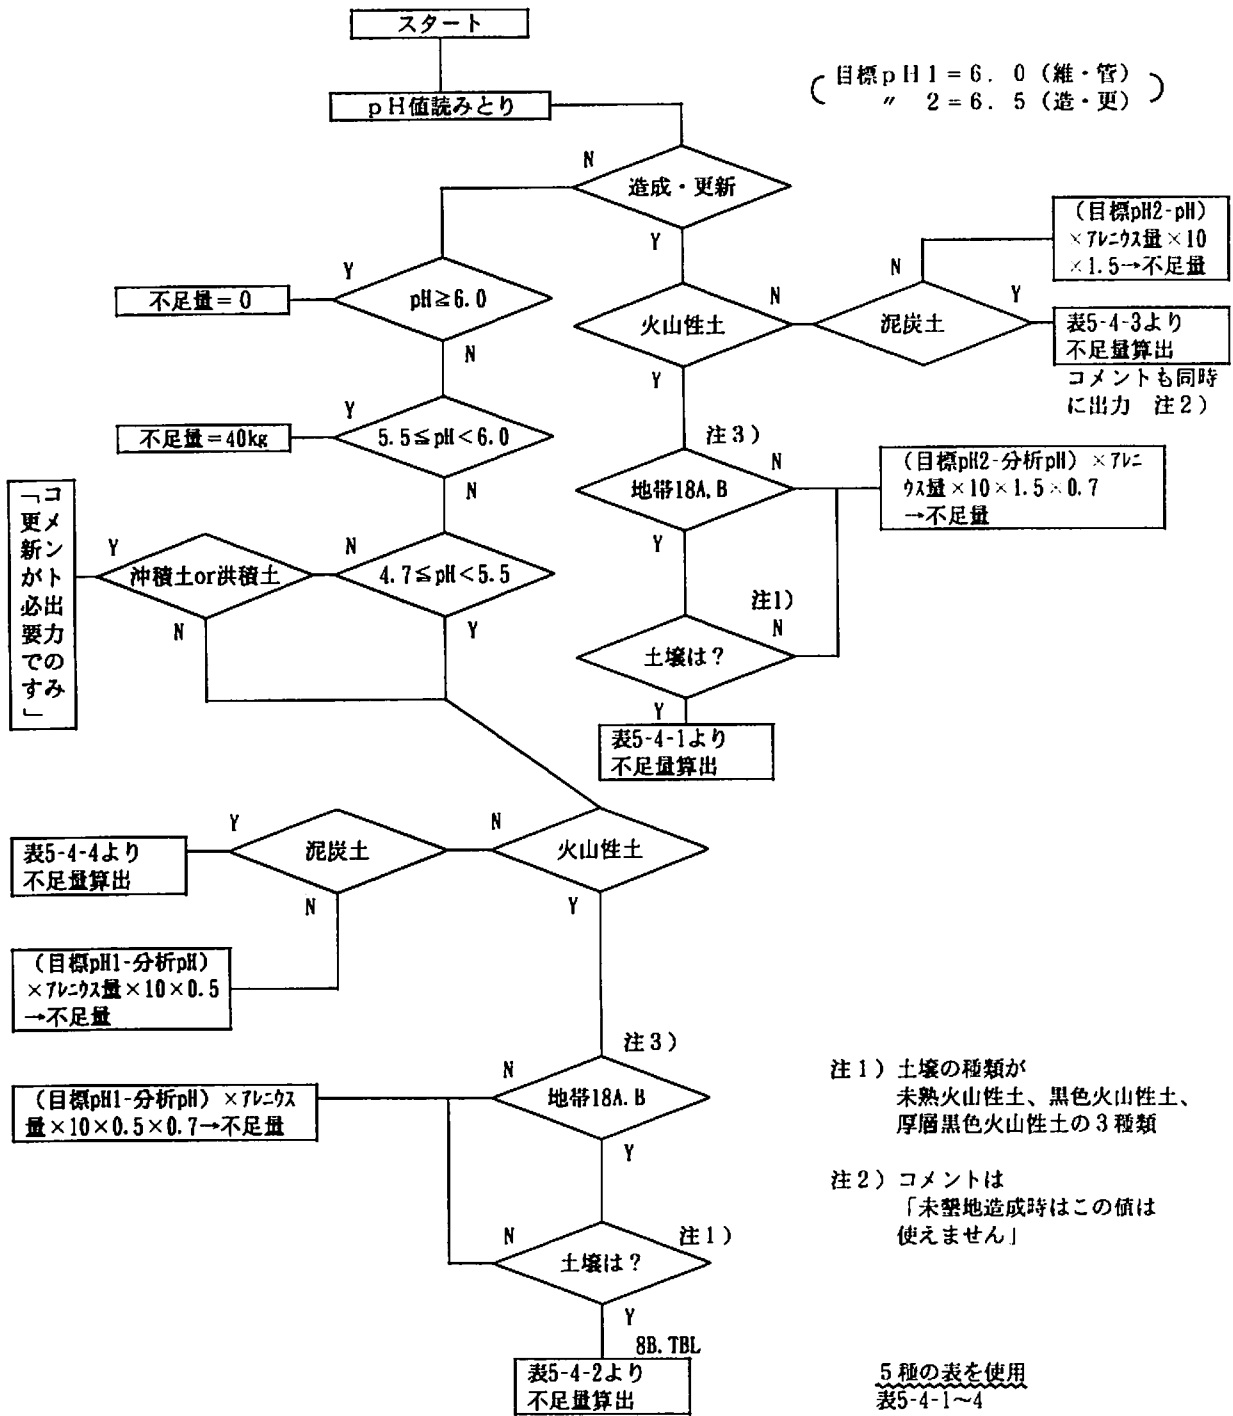 スタート
pH値読みとり
(目標pH1=6.0(維・管)
〃 2=6.5(造・更))
N
造成・更新
Y
(目標pH2-pH)
×アレニウス量×10
×1.5→不足量
Y
pH≧6.0
不足量=0
N
火山性土
N
Y
N
泥炭土
Y
表5-4-3より
不足量算出
コメントも同時
に出力 注2)
Y
5.5≦pH<6.0
不足量=40kg
N
注3)
地帯18A.B
N
Y
(目標pH2-分析pH)×アレニ
ウス量×10×1.5×0.7
→不足量
コメント出力のみ
「更新が必要です」
Y
沖積土or洪積土
N
N
4.7≦pH<5.5
Y
注1)
土壌は?
N
Y
表5-4-1より
不足量算出
Y
泥炭土
N
N
火山性土
Y
表5-4-4より
不足量算出
(目標pH1-分析pH)
×アレニウス量×10×0.5
→不足量
注3)
N
地帯18A.B
Y
(目標pH1-分析pH)×アレニウス
量×10×0.5×0.7→不足量
注1)
N
土壌は?
Y
8B.TBL
表5-4-2より
不足量算出
注1)土壌の種類が
未熟火山性土、黒色火山性土、
厚層黒色火山性土の3種類
注2)コメントは
「未墾地造成時はこの値は
使えません」
5種の表を使用
表5-4-1~4